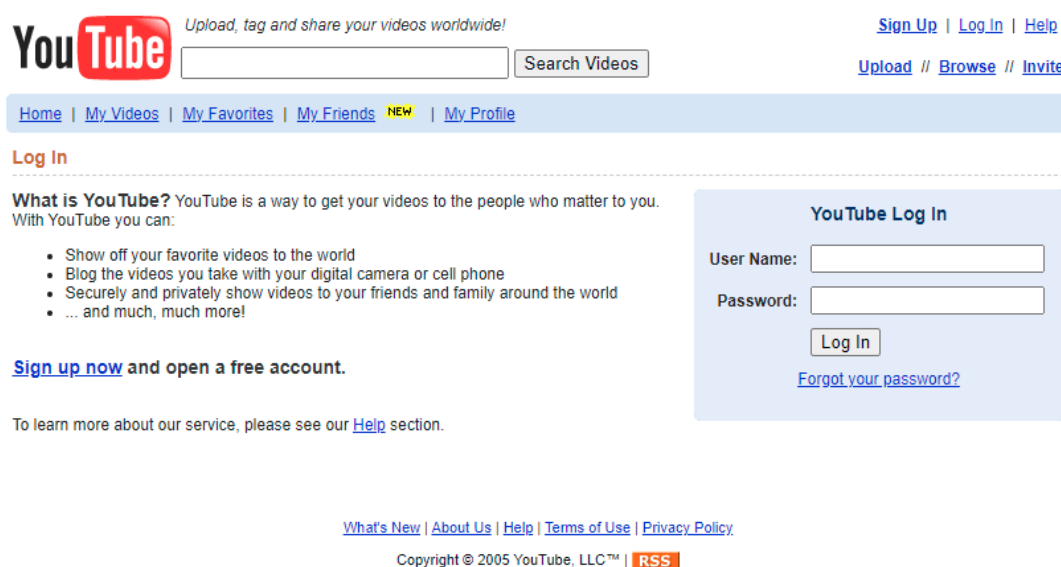 You Tube
Upload, tag and share your videos worldwide!
Search Videos
Sign Up | Log In | Help
Upload // Browse // Invite
Home | My Videos | My Favorites | My Friends NEW | My Profile
Log In
What is YouTube? YouTube is a way to get your videos to the people who matter to you.
With YouTube you can:
• Show off your favorite videos to the world
• Blog the videos you take with your digital camera or cell phone
• Securely and privately show videos to your friends and family around the world
• ... and much, much more!
Sign up now and open a free account.
To learn more about our service, please see our Help section.
YouTube Log In
User Name:
Password:
Log In
Forgot your password?
What's New | About Us | Help | Terms of Use | Privacy Policy
Copyright © 2005 YouTube, LLC™ | RSS